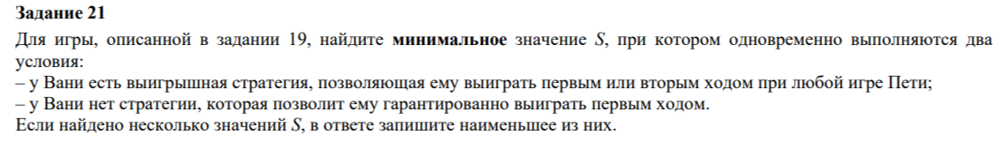 Задание 21
Для игры, описанной в задании 19, найдите минимальное значение S, при котором одновременно выполняются два
условия:
– у Вани есть выигрышная стратегия, позволяющая ему выиграть первым или вторым ходом при любой игре Пети;
– у Вани нет стратегии, которая позволит ему гарантированно выиграть первым ходом.
Если найдено несколько значений S, в ответе запишите наименьшее из них.